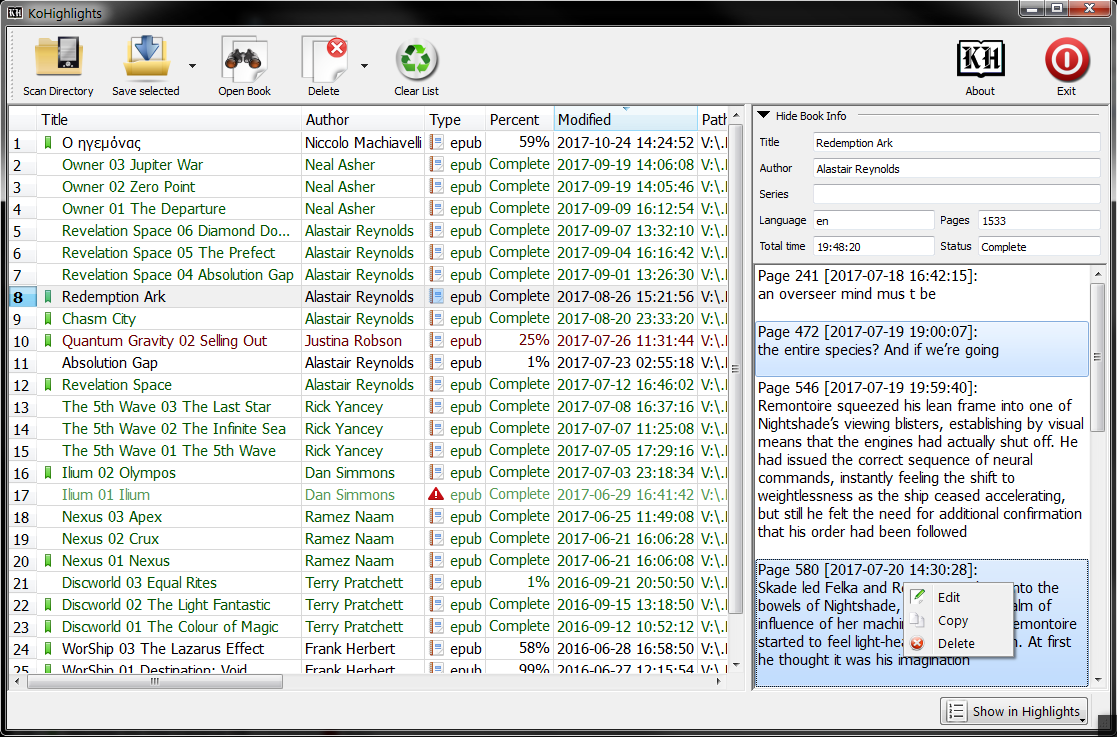 KoHighlights
Scan Directory Save selected Open Book Delete Clear List About Exit
Title Author Type Percent Modified Path
1 Ο ηγεμόνας Niccolo Machiavelli epub 59% 2017-10-24 14:24:52 V:\.
2 Owner 03 Jupiter War Neal Asher epub Complete 2017-09-19 14:06:08 V:\.
3 Owner 02 Zero Point Neal Asher epub Complete 2017-09-19 14:05:46 V:\.
4 Owner 01 The Departure Neal Asher epub Complete 2017-09-09 16:12:54 V:\.
5 Revelation Space 06 Diamond Do... Alastair Reynolds epub Complete 2017-09-07 13:32:10 V:\.
6 Revelation Space 05 The Prefect Alastair Reynolds epub Complete 2017-09-04 16:16:42 V:\.
7 Revelation Space 04 Absolution Gap Alastair Reynolds epub Complete 2017-09-01 13:26:30 V:\.
8 Redemption Ark Alastair Reynolds epub Complete 2017-08-26 15:21:56 V:\.
9 Chasm City Alastair Reynolds epub Complete 2017-08-20 23:33:20 V:\.
10 Quantum Gravity 02 Selling Out Justina Robson epub 25% 2017-07-26 11:31:44 V:\.
11 Absolution Gap Alastair Reynolds epub 1% 2017-07-23 02:55:18 V:\.
12 Revelation Space Alastair Reynolds epub Complete 2017-07-12 16:46:02 V:\.
13 The 5th Wave 03 The Last Star Rick Yancey epub Complete 2017-07-08 16:37:16 V:\.
14 The 5th Wave 02 The Infinite Sea Rick Yancey epub Complete 2017-07-07 11:25:08 V:\.
15 The 5th Wave 01 The 5th Wave Rick Yancey epub Complete 2017-07-05 17:29:16 V:\.
16 Ilium 02 Olympos Dan Simmons epub Complete 2017-07-03 23:18:34 V:\.
17 Ilium 01 Ilium Dan Simmons epub Complete 2017-06-29 16:41:42 V:\.
18 Nexus 03 Apex Ramez Naam epub Complete 2017-06-25 11:49:08 V:\.
19 Nexus 02 Crux Ramez Naam epub Complete 2017-06-21 16:06:28 V:\.
20 Nexus 01 Nexus Ramez Naam epub Complete 2017-06-21 16:06:08 V:\.
21 Discworld 03 Equal Rites Terry Pratchett epub 1% 2016-09-21 20:50:50 V:\.
22 Discworld 02 The Light Fantastic Terry Pratchett epub Complete 2016-09-15 13:18:50 V:\.
23 Discworld 01 The Colour of Magic Terry Pratchett epub Complete 2016-09-12 10:52:12 V:\.
24 WorShip 03 The Lazarus Effect Frank Herbert epub 58% 2016-06-28 16:58:50 V:\.
25 WorShip 01 Destination: Void Frank Herbert epub 99% 2016-06-27 12:15:54 V:\.
Hide Book Info
Title Redemption Ark
Author Alastair Reynolds
Series
Language en Pages 1533
Total time 19:48:20 Status Complete
Page 241 [2017-07-18 16:42:15]:
an overseer mind mus t be
Page 472 [2017-07-19 19:00:07]:
the entire species? And if we’re going
Page 546 [2017-07-19 19:59:40]:
Remontoire squeezed his lean frame into one of
Nightshade’s viewing blisters, establishing by visual
means that the engines had actually shut off. He
had issued the correct sequence of neural
commands, instantly feeling the shift to
weightlessness as the ship ceased accelerating,
but still he felt the need for additional confirmation
that his order had been followed
Page 580 [2017-07-20 14:30:28]:
Skade led Felka and into the
bowels of Nightshade, of
influence of her
started to feel At first
he thought it was his imagination
Edit
Copy
Delete
Show in Highlights